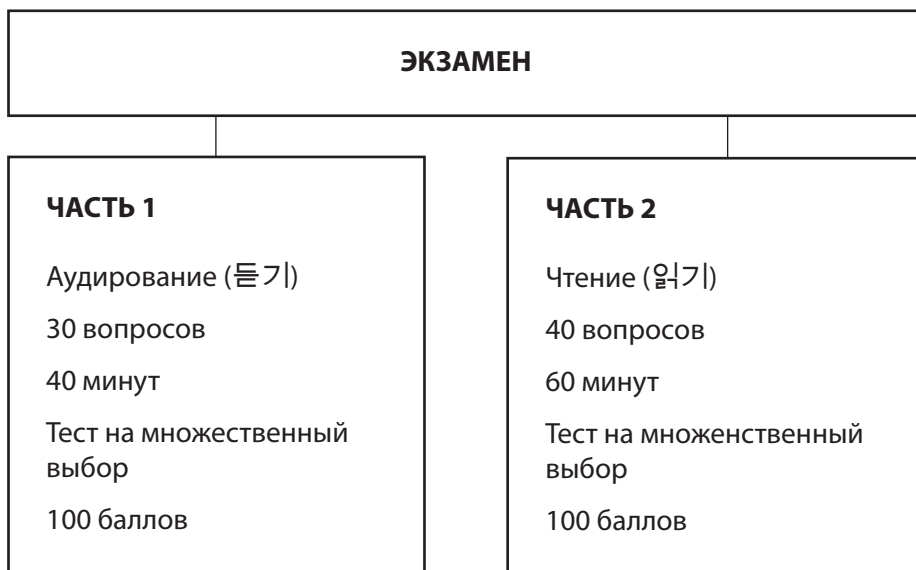 ЭКЗАМЕН
ЧАСТЬ 1
Аудирование (듣기)
30 вопросов
40 минут
Тест на множественный
выбор
100 баллов
ЧАСТЬ 2
Чтение (읽기)
40 вопросов
60 минут
Тест на множенственный
выбор
100 баллов